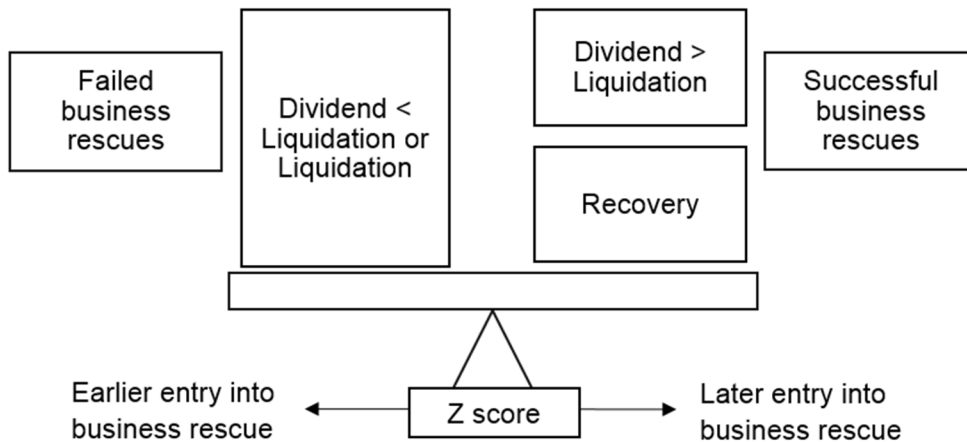 Failed
business
rescues
Dividend <
Liquidation or
Liquidation
Dividend >
Liquidation
Recovery
Successful
business
rescues
Earlier entry into
business rescue
Z score
Later entry into
business rescue